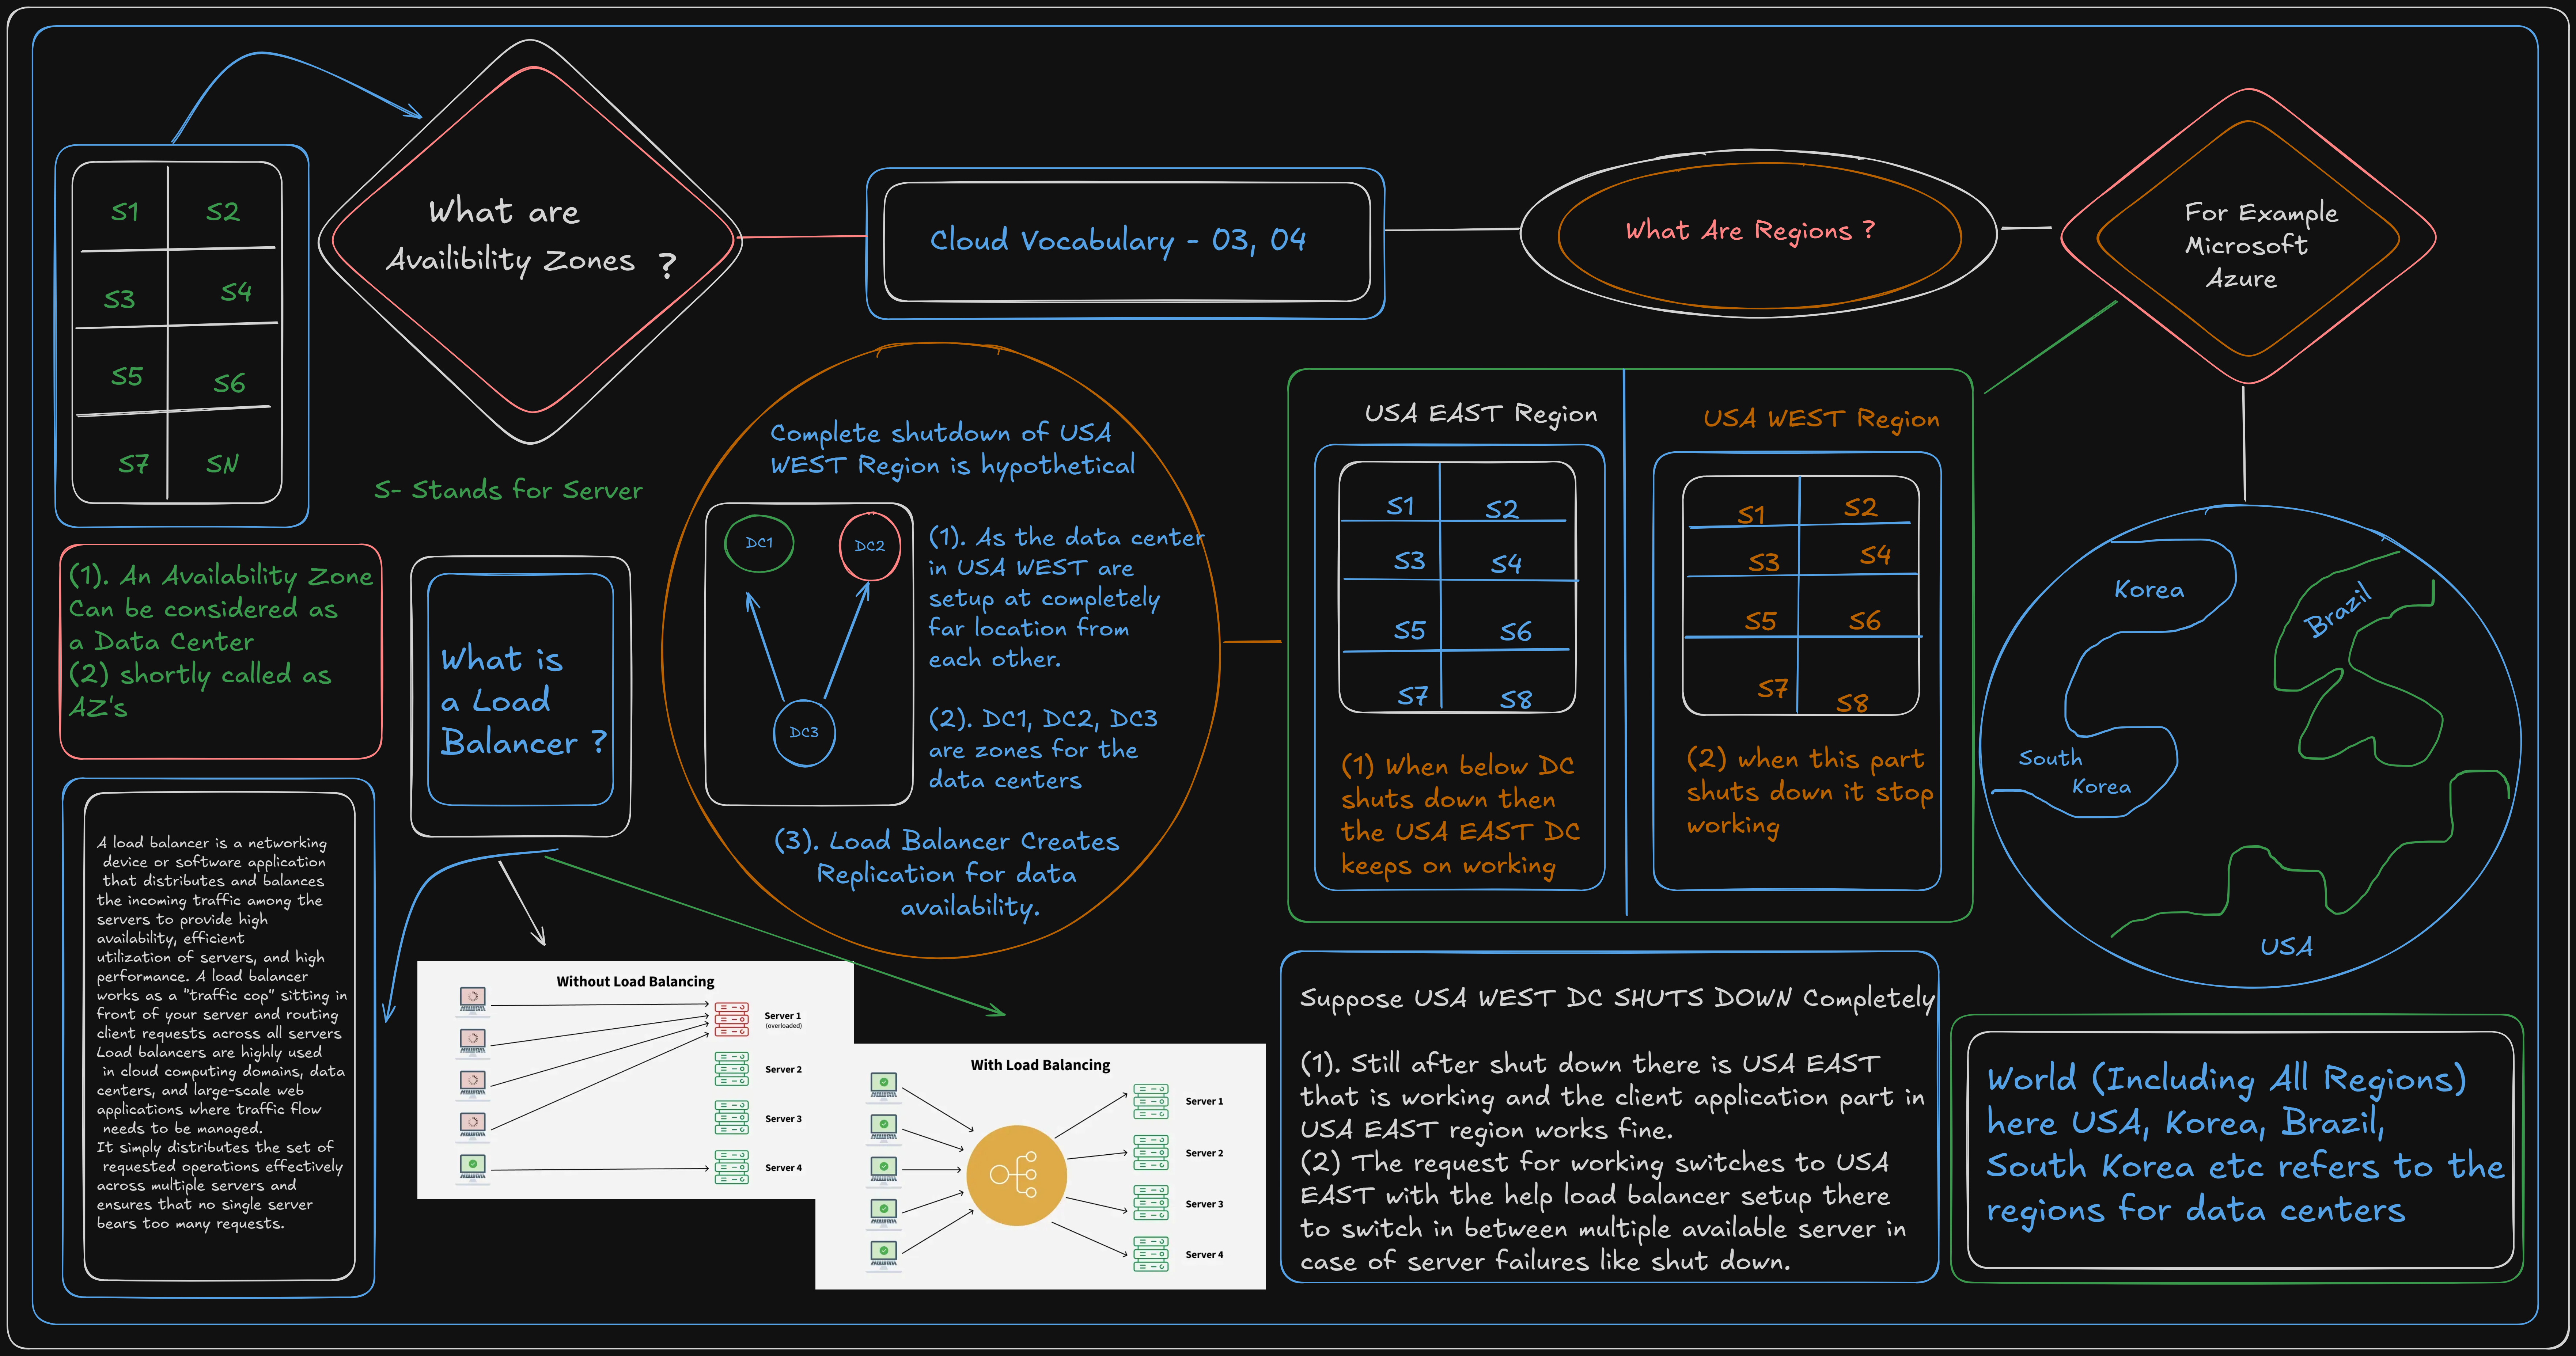 S1
S2
S3
S4
S5
S6
S7
SN
What are
Availibility Zones ?
Cloud Vocabulary - 03, 04
What Are Regions ?
For Example
Microsoft
Azure
S- Stands for Server
(1). An Availability Zone
Can be considered as
a Data Center
(2) shortly called as
AZ's
What is
a Load
Balancer ?
A load balancer is a networking
device or software application
that distributes and balances
the incoming traffic among the
servers to provide high
availability, efficient
utilization of servers, and high
performance. A load balancer
works as a "traffic cop" sitting in
front of your server and routing
client requests across all servers
Load balancers are highly used
in cloud computing domains, data
centers, and large-scale web
applications where traffic flow
needs to be managed.
It simply distributes the set of
requested operations effectively
across multiple servers and
ensures that no single server
bears too many requests.
Without Load Balancing
Server 1
(overloaded)
Server 2
Server 3
Server 4
With Load Balancing
Server 1
Server 2
Server 3
Server 4
Complete shutdown of USA
WEST Region is hypothetical
DC1
DC2
DC3
(1). As the data center
in USA WEST are
setup at completely
far location from
each other.
(2). DC1, DC2, DC3
are zones for the
data centers
(3). Load Balancer Creates
Replication for data
availability.
USA EAST Region
S1
S2
S3
S4
S5
S6
S7
S8
(1) When below DC
shuts down then
the USA EAST DC
keeps on working
USA WEST Region
S1
S2
S3
S4
S5
S6
S7
S8
(2) when this part
shuts down it stop
working
Suppose USA WEST DC SHUTS DOWN Completely
(1). Still after shut down there is USA EAST
that is working and the client application part in
USA EAST region works fine.
(2) The request for working switches to USA
EAST with the help load balancer setup there
to switch in between multiple available server in
case of server failures like shut down.
Korea
Brazil
South
Korea
USA
World (Including All Regions)
here USA, Korea, Brazil,
South Korea etc refers to the
regions for data centers